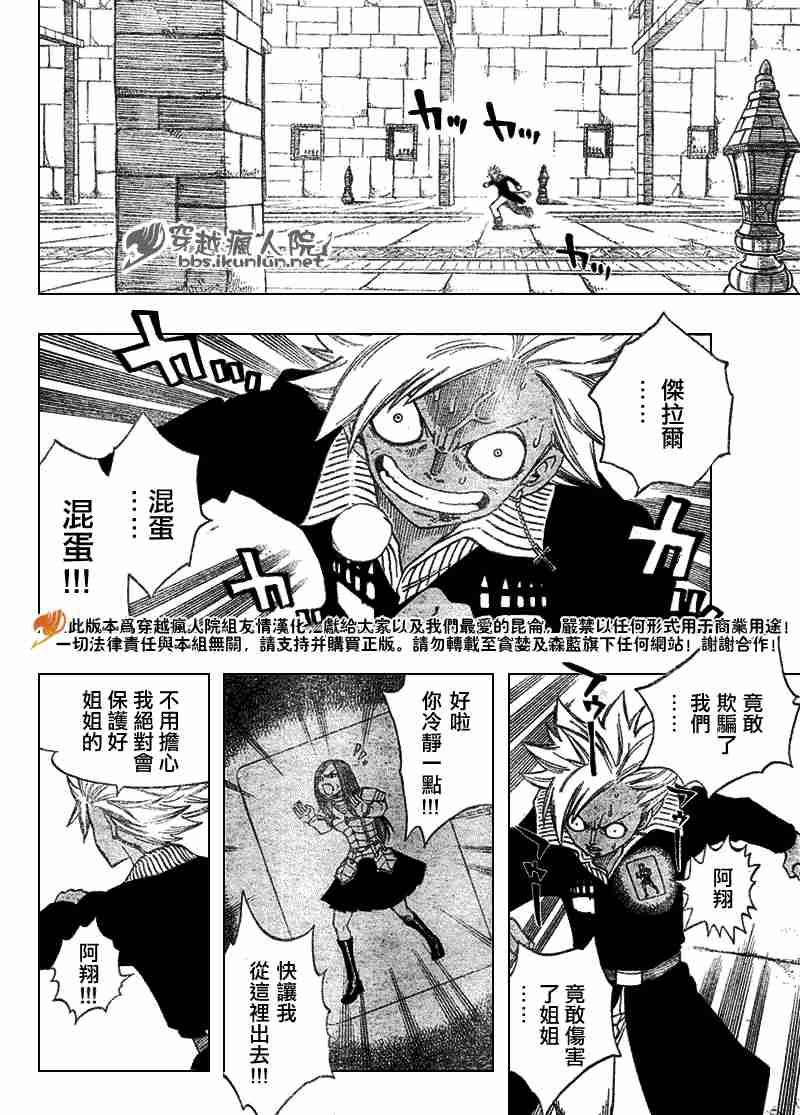 カッ
カッ
カッ
穿越瘋人院
bbs.ikunlun.net
傑拉爾
……
ガッ
ガッ
混蛋
……
混蛋!!!
ガッ
ガッ
此版本爲穿越瘋人院組友情漢化，獻給大家以及我們最愛的昆侖，嚴禁以任何形式用于商業用途！
一切法律責任與本組無關，請支持并購買正版。請勿轉載至貪婪及森藍旗下任何網站！謝謝合作！
竟敢
欺騙了
我們
……
阿翔
竟敢傷害
了姐姐
好啦
你冷靜一點!!!
快讓我
從這裡出去!!!
不用擔心
我絕對會
保護好
姐姐的
阿翔!!!